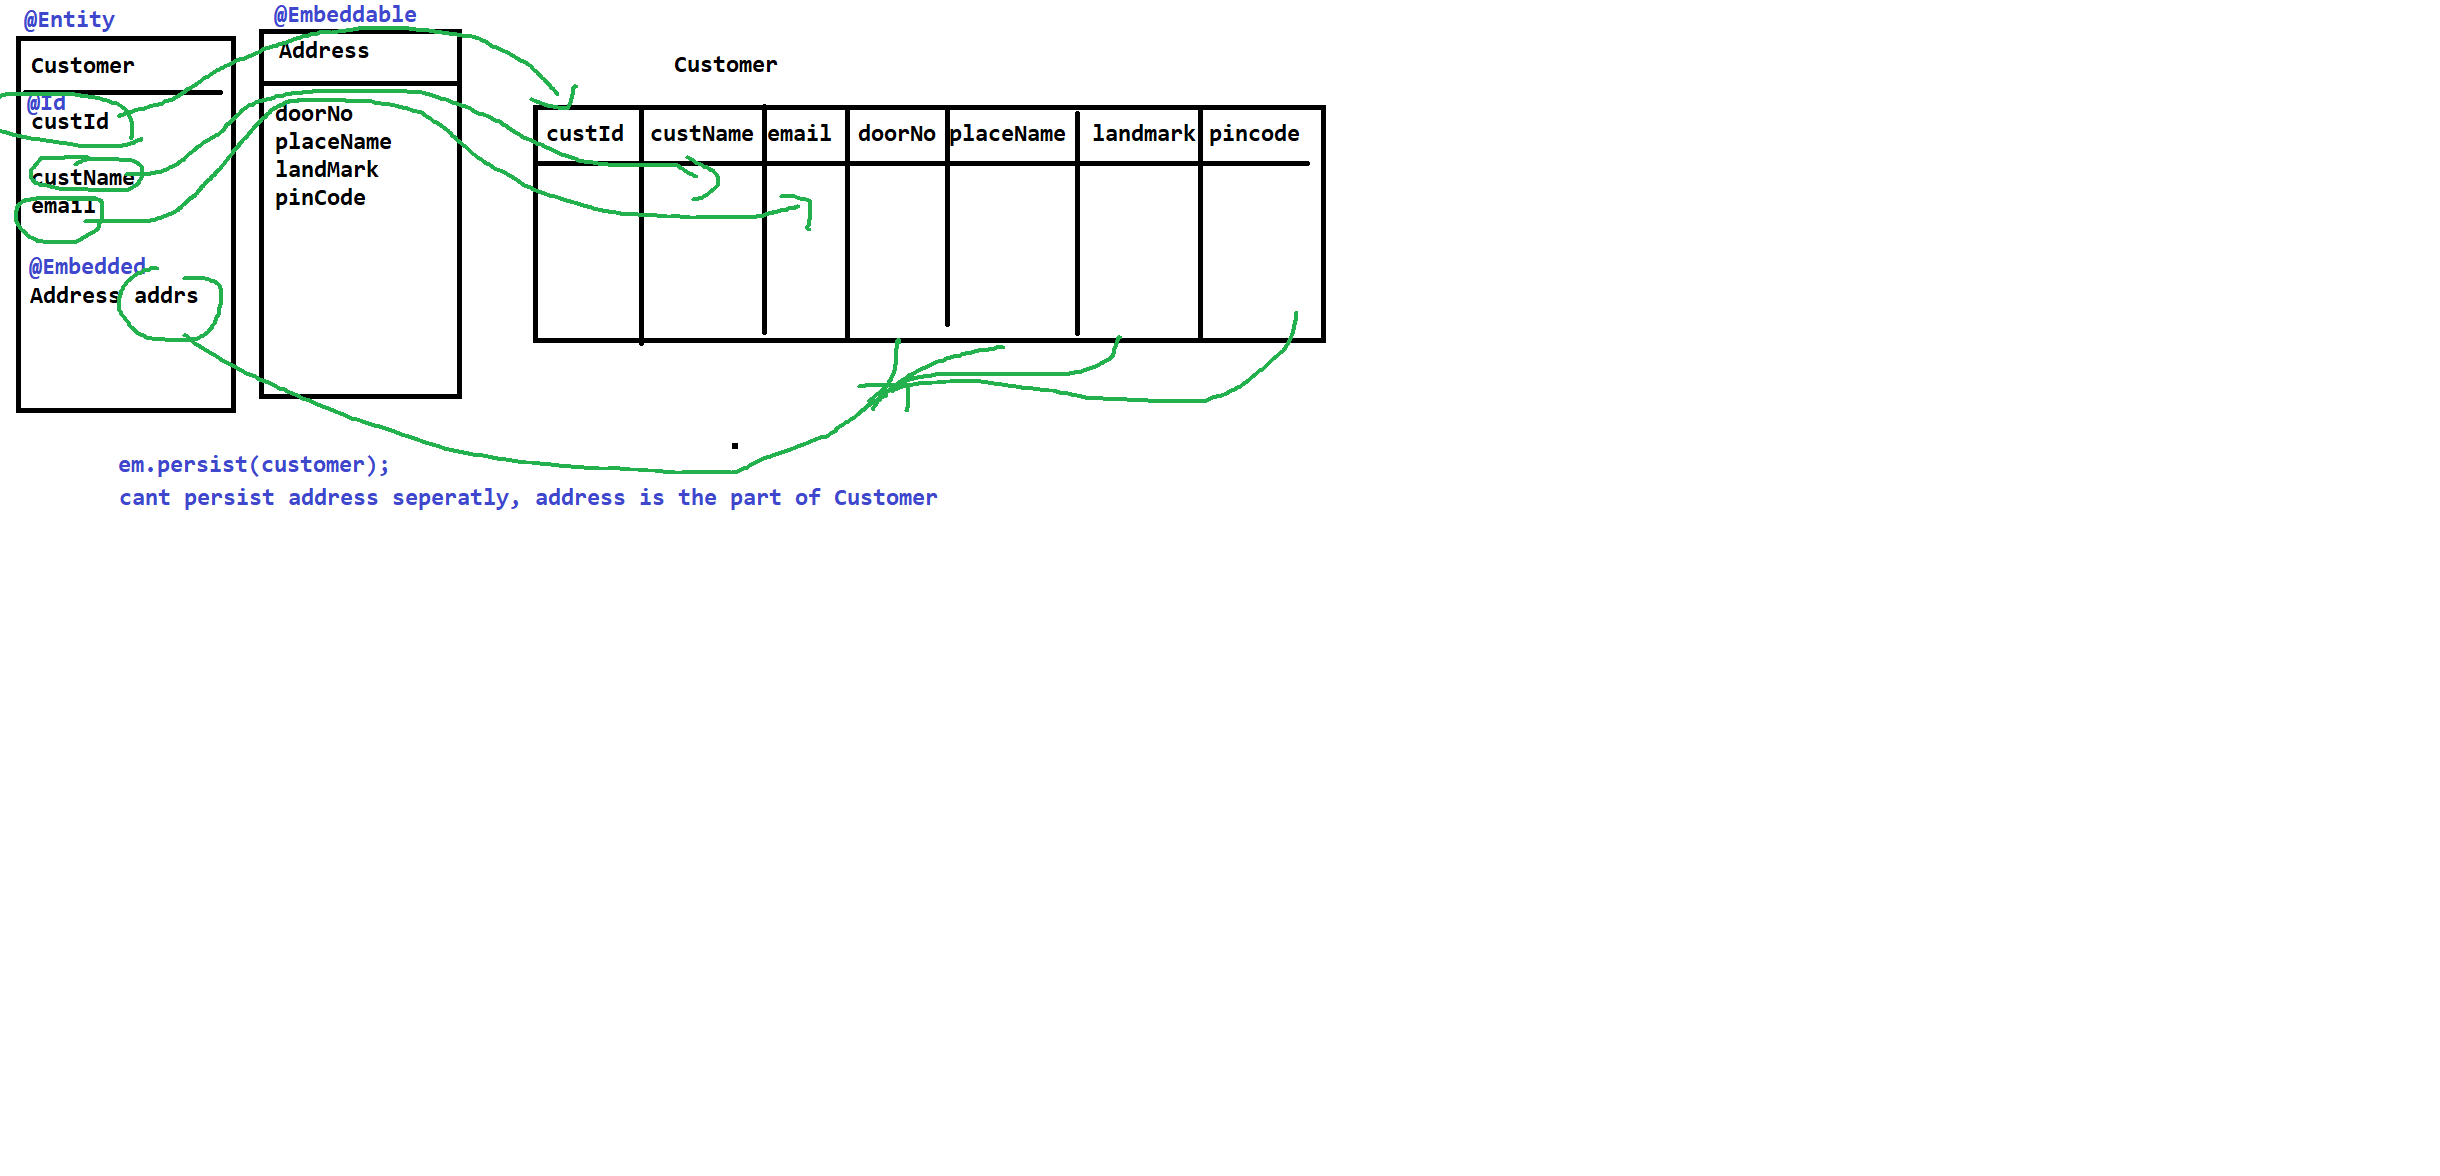 @Entity
Customer
@Id
custId
custName
email
@Embedded
Address addrs
@Embeddable
Address
doorNo
placeName
landMark
pinCode
Customer
custId custName email doorNo placeName landmark pincode
em.persist(customer);
cant persist address seperatly, address is the part of Customer